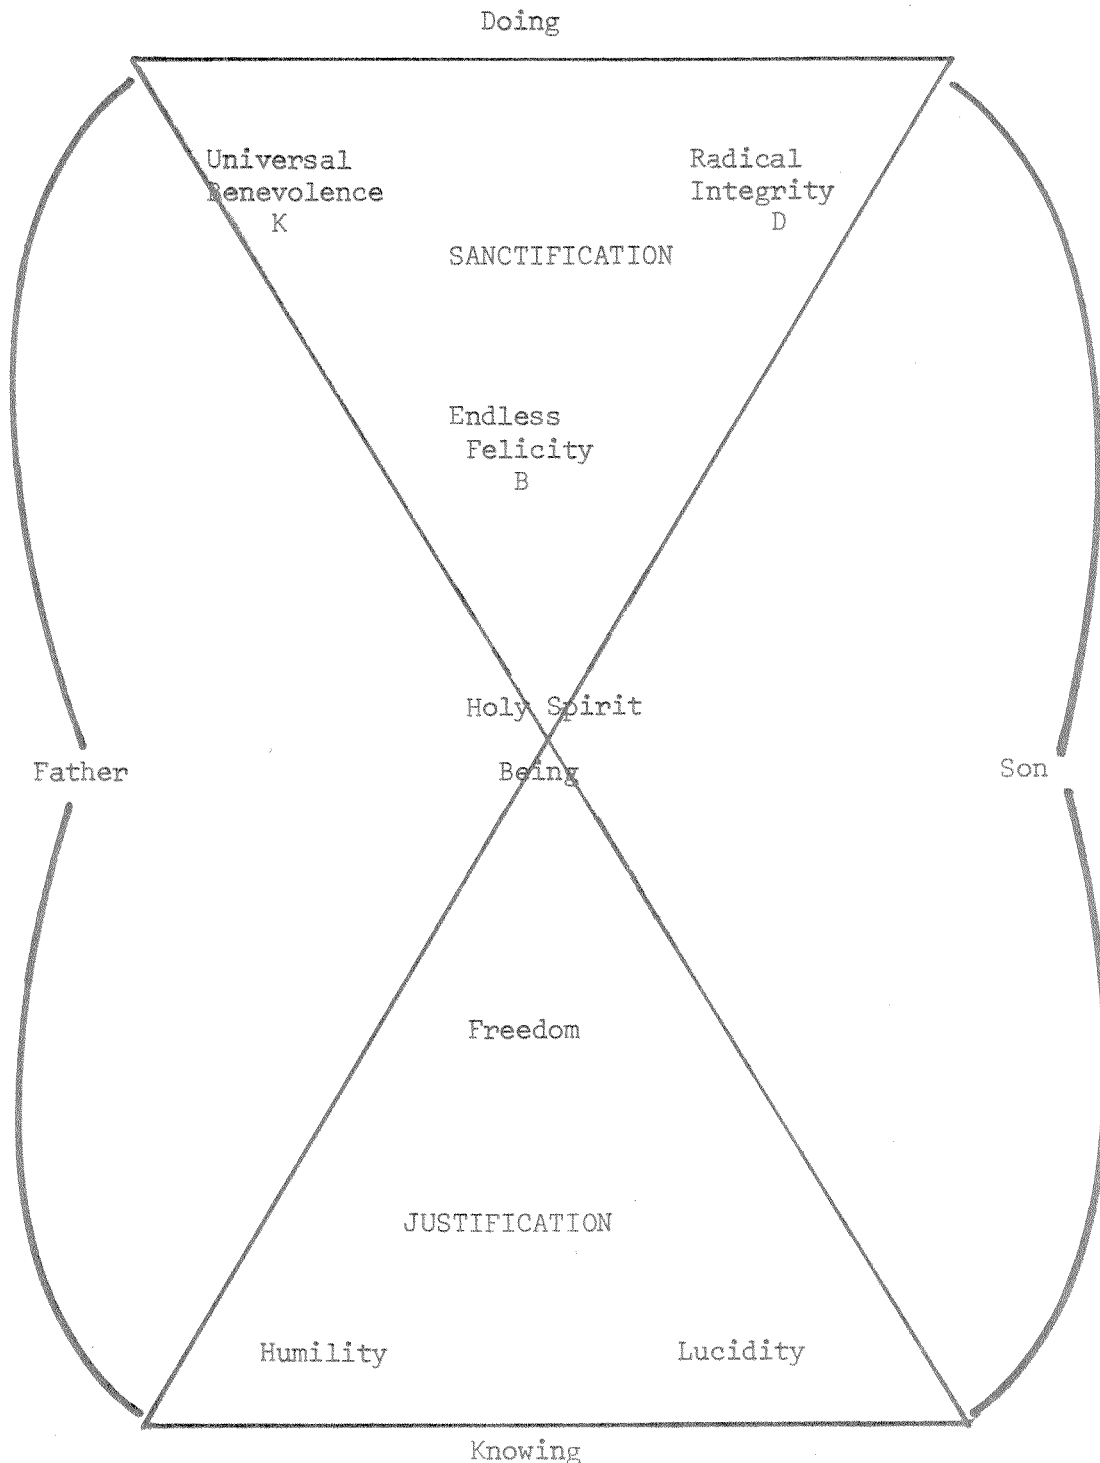 Doing
Universal
Benevolence
K
Radical
Integrity
D
SANCTIFICATION
Endless
Felicity
B
Holy Spirit
Father
Being
Son
Freedom
JUSTIFICATION
Humility
Lucidity
Knowing